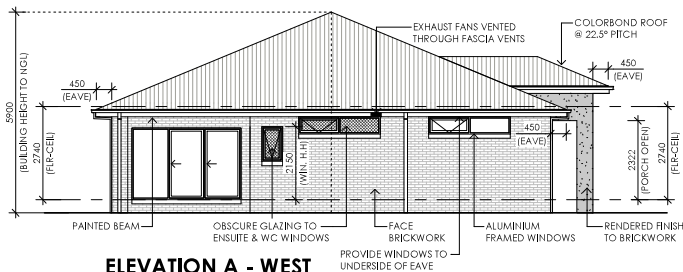 EXHAUST FANS VENTED
THROUGH FASCIA VENTS
COLORBOND ROOF
@ 22.5° PITCH
5900
(BUILDING HEIGHT TO NGL)
450
(EAVE)
450
(EAVE)
2740
(FLR-CEIL)
2150
(WIN. H.H)
450
(EAVE)
2322
(PORCH OPEN)
2740
(FLR-CEIL)
PAINTED BEAM
OBSCURE GLAZING TO
ENSUITE & WC WINDOWS
FACE
BRICKWORK
ALUMINIUM
FRAMED WINDOWS
RENDERED FINISH
TO BRICKWORK
PROVIDE WINDOWS TO
UNDERSIDE OF EAVE
ELEVATION A - WEST